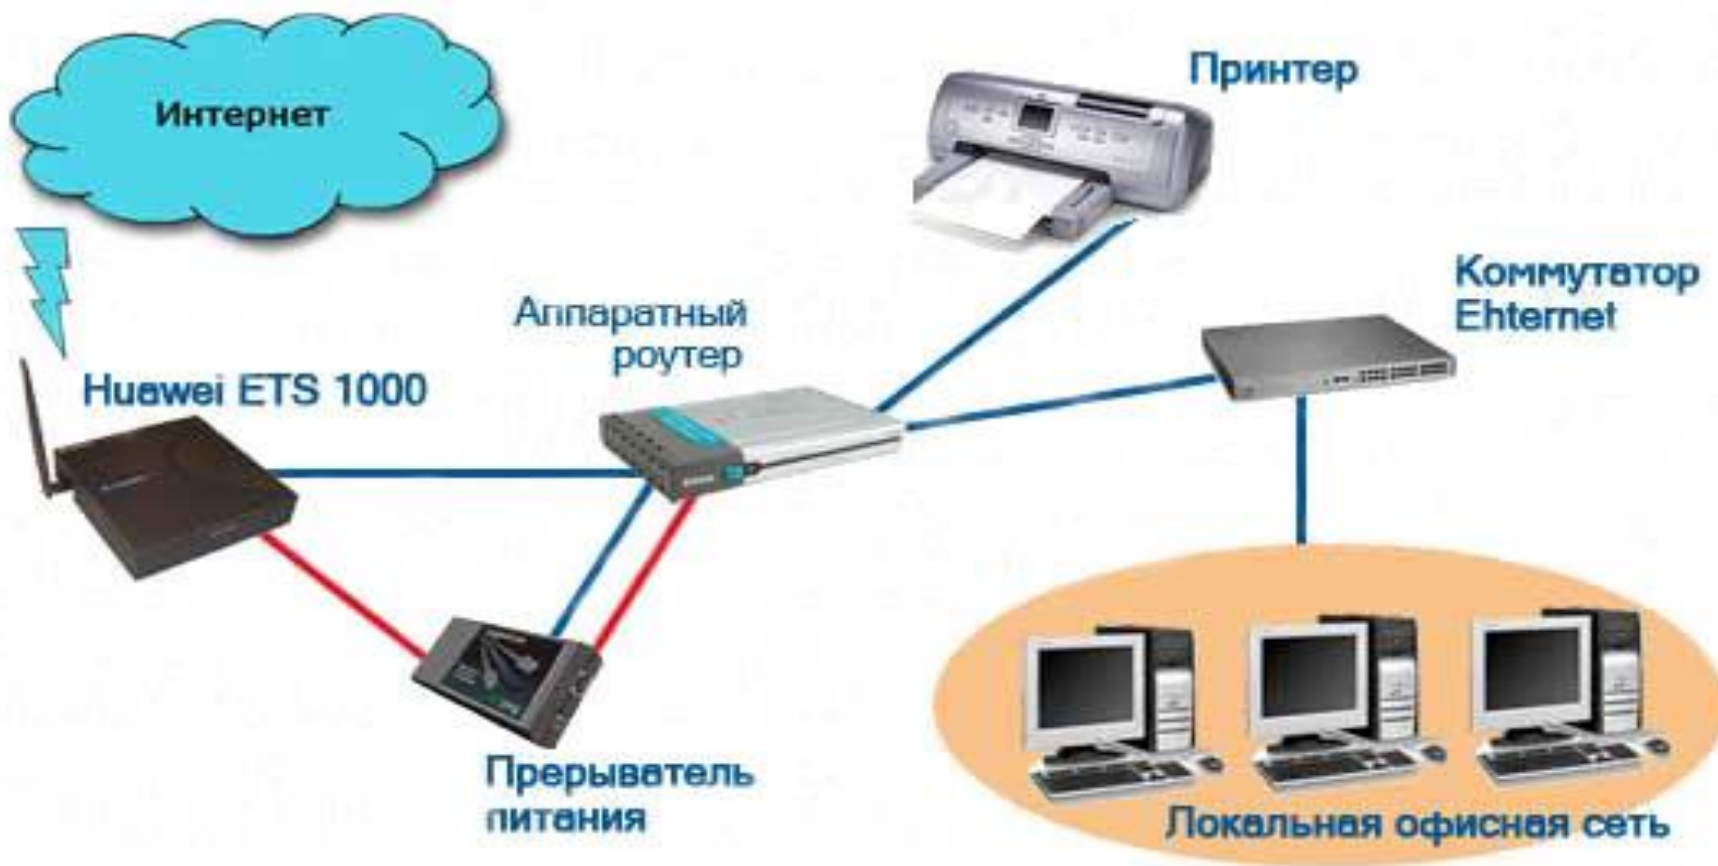 Интернет
Принтер
Коммутатор
Ehternet
Аппаратный
роутер
Huawei ETS 1000
Прерыватель
питания
Локальная офисная сеть